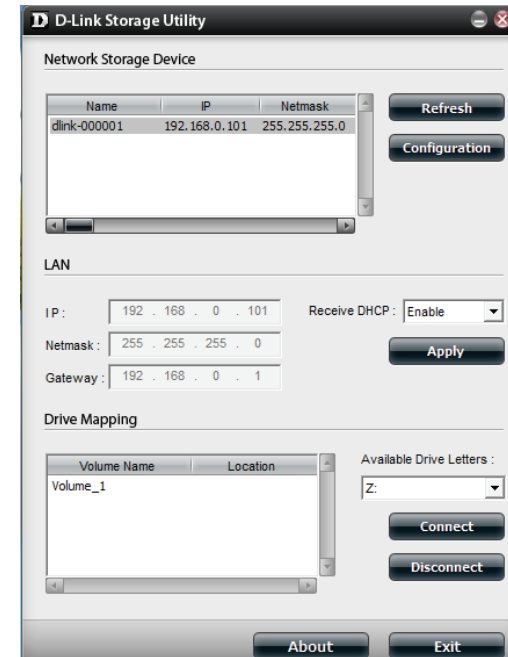 D D-Link Storage Utility
Network Storage Device
Name IP Netmask
dlink-000001 192.168.0.101 255.255.255.0
Refresh
Configuration
LAN
IP : 192 . 168 . 0 . 101 Receive DHCP : Enable
Netmask : 255 . 255 . 255 . 0
Apply
Gateway : 192 . 168 . 0 . 1
Drive Mapping
Volume Name Location
Volume_1
Available Drive Letters :
Z:
Connect
Disconnect
About Exit